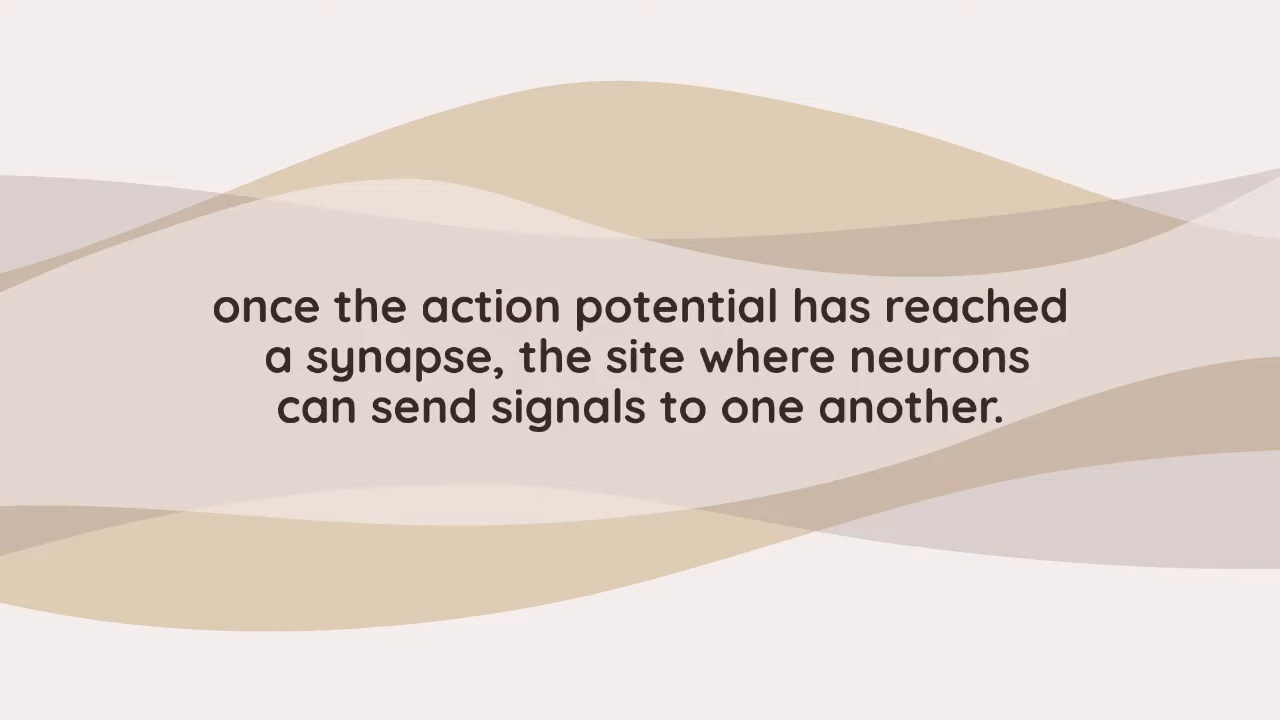 once the action potential has reached
a synapse, the site where neurons
can send signals to one another.